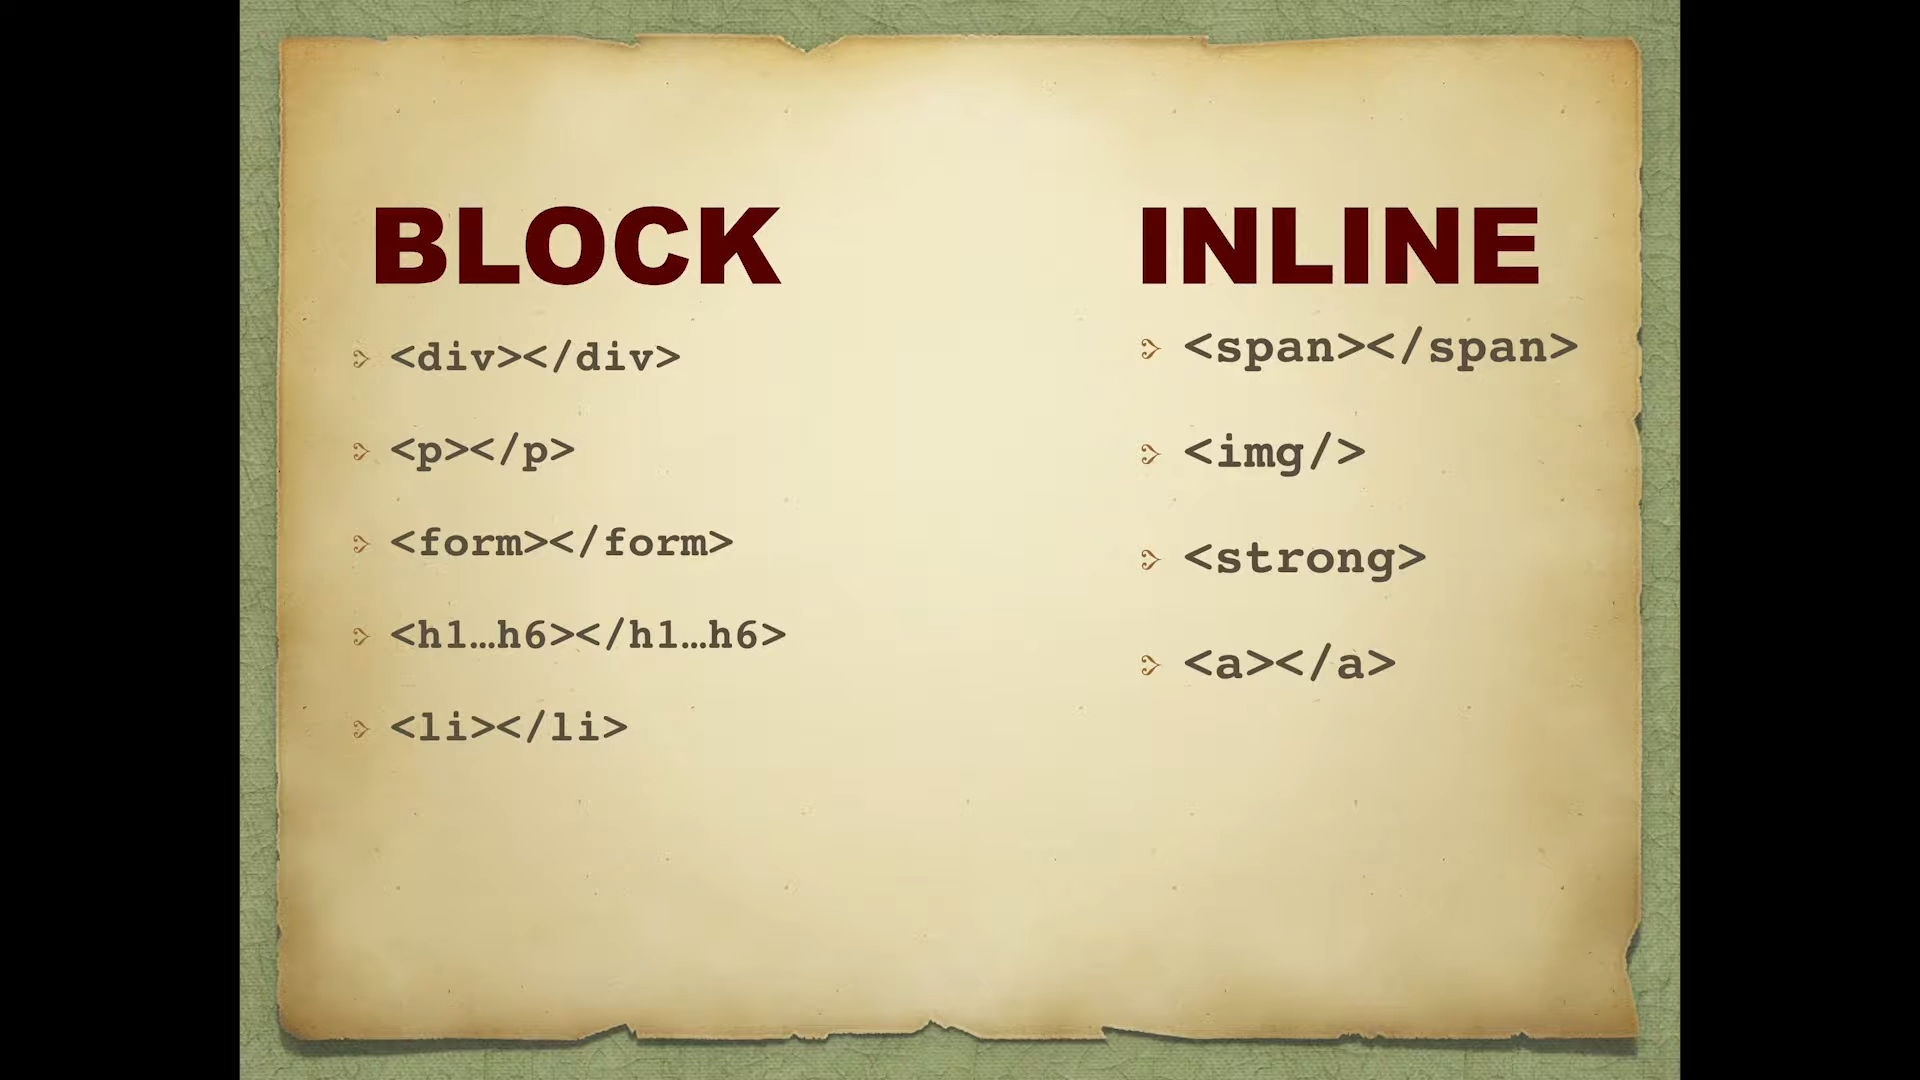 BLOCK
<div></div>
<p></p>
<form></form>
<h1…h6></h1…h6>
<li></li>
INLINE
<span></span>
<img/>
<strong>
<a></a>